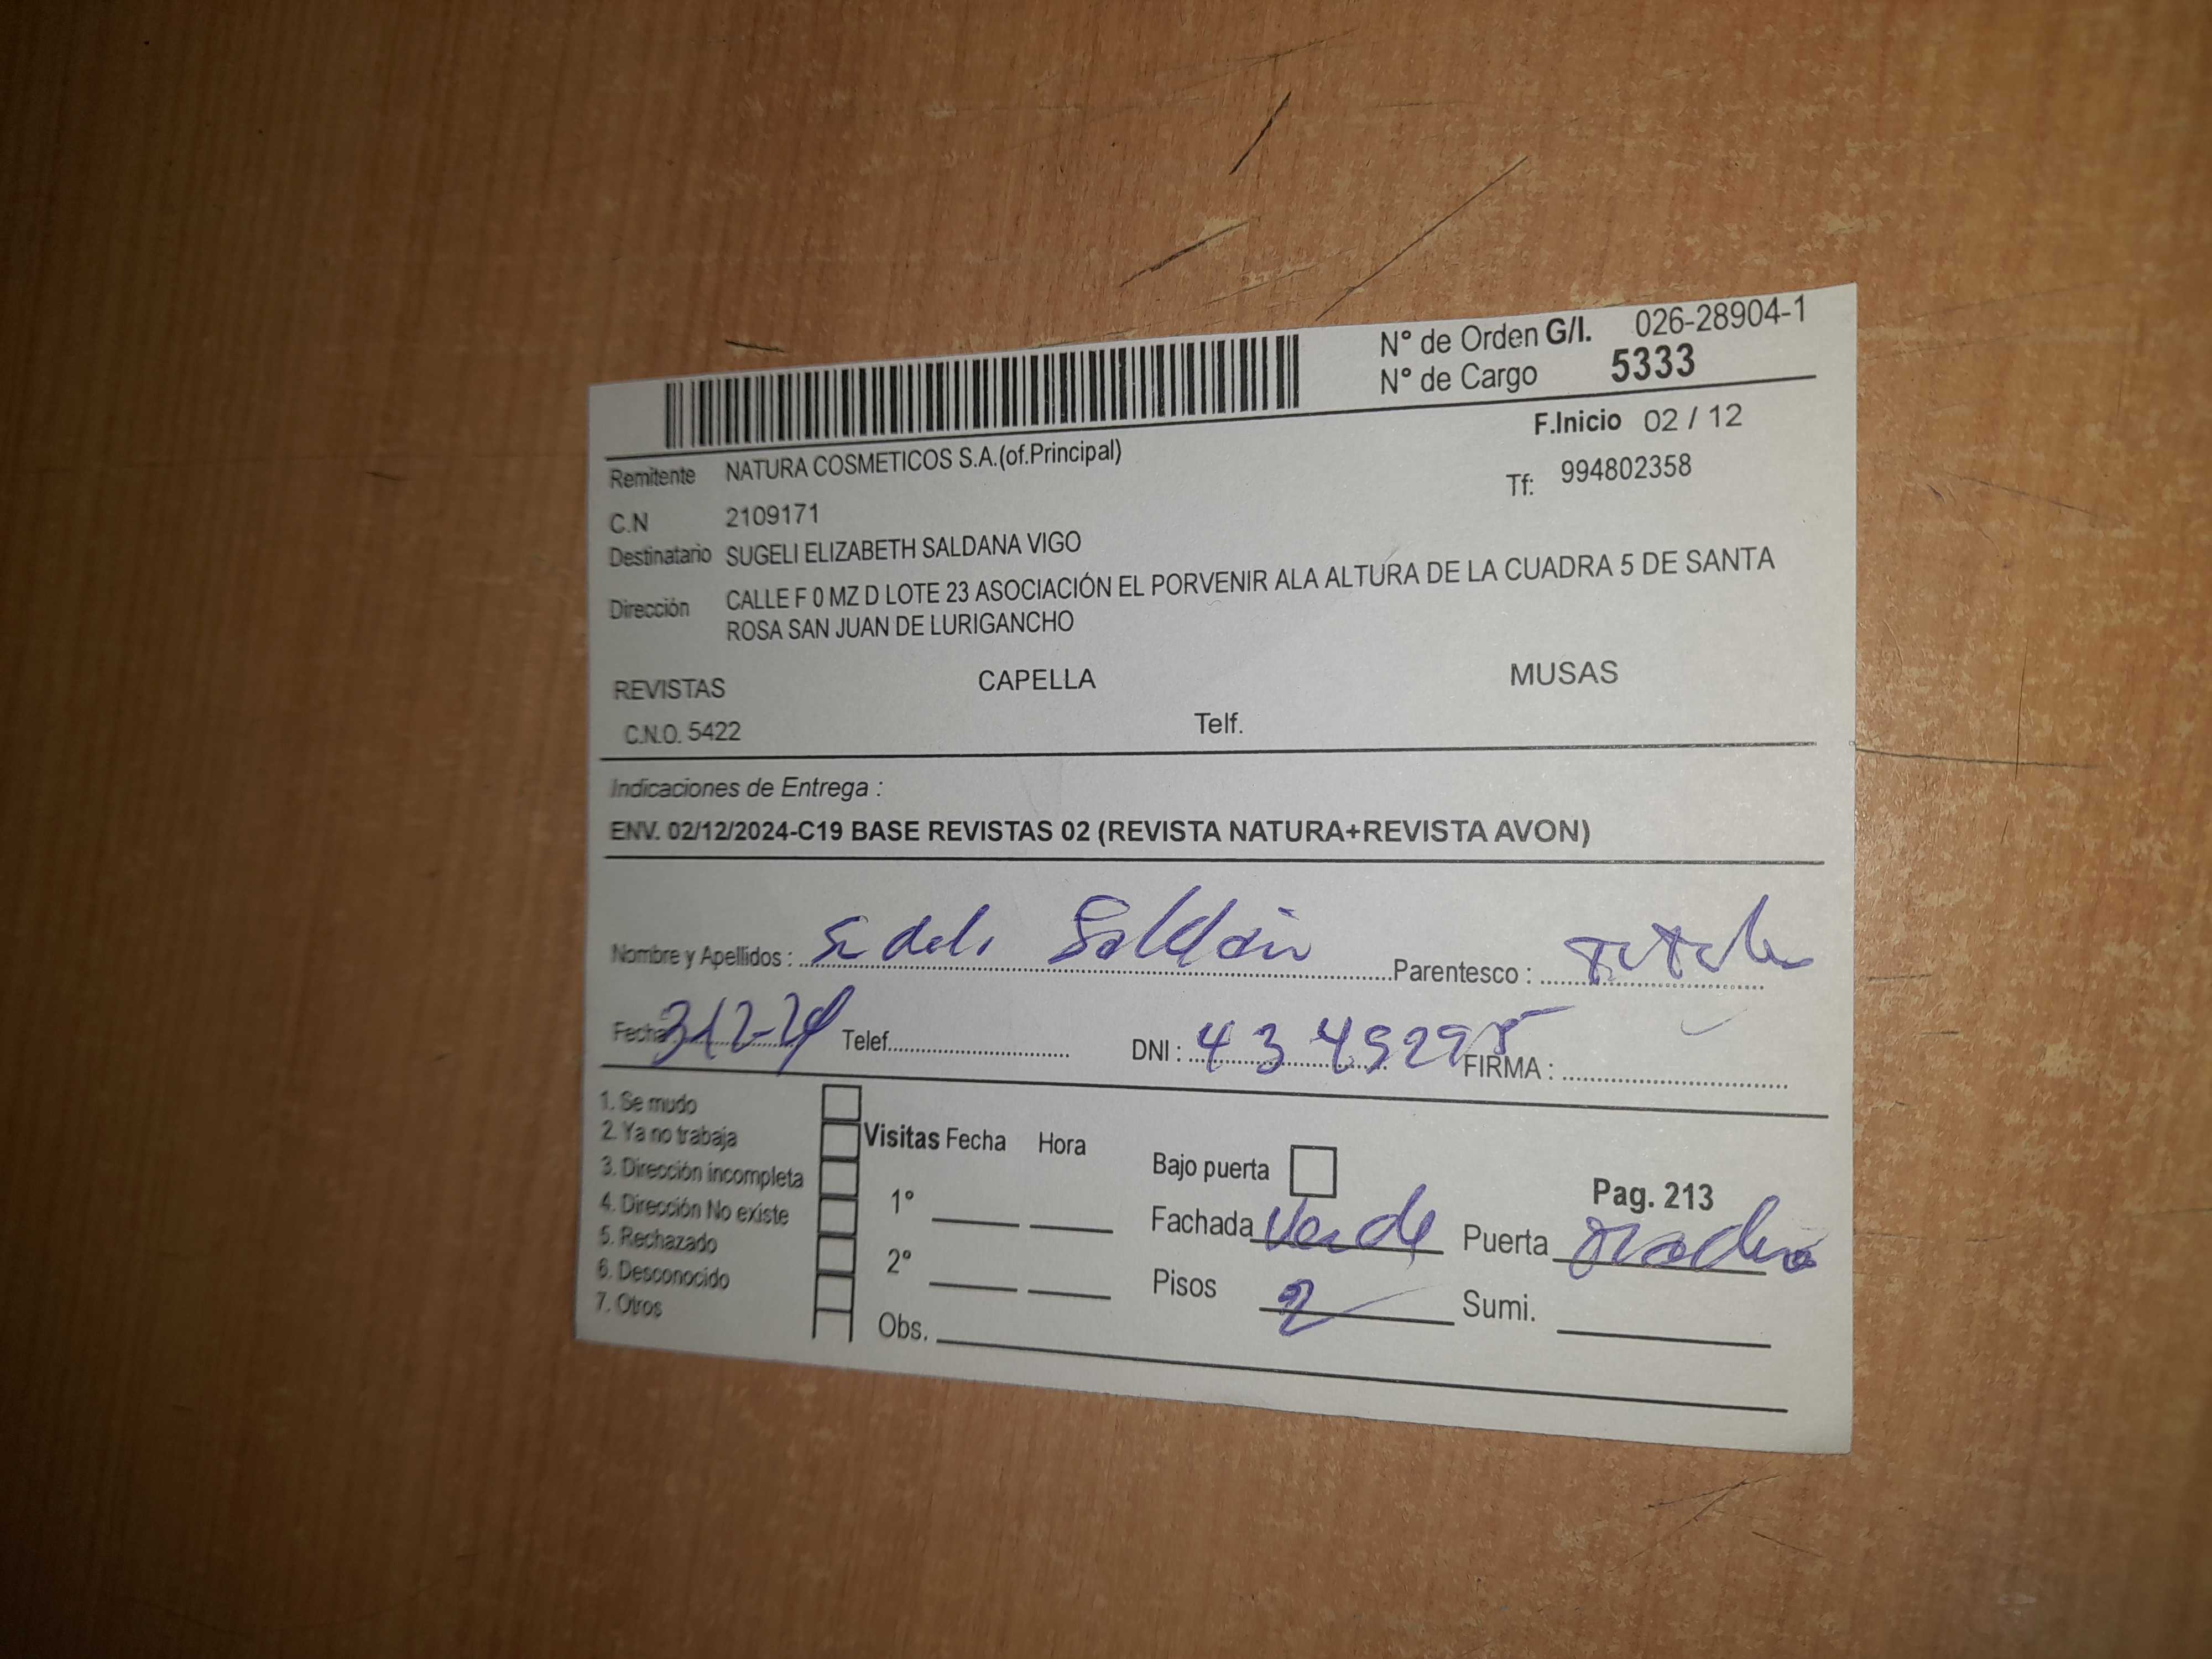 N° de Orden G/I. 026-28904-1
N° de Cargo 5333
F.Inicio 02 / 12
Remitente NATURA COSMETICOS S.A.(of.Principal)
Tf: 994802358
C.N 2109171
Destinatario SUGELI ELIZABETH SALDANA VIGO
Dirección CALLE F 0 MZ D LOTE 23 ASOCIACIÓN EL PORVENIR ALA ALTURA DE LA CUADRA 5 DE SANTA
ROSA SAN JUAN DE LURIGANCHO
REVISTAS CAPELLA MUSAS
C.N.O. 5422 Telf.
Indicaciones de Entrega :
ENV. 02/12/2024-C19 BASE REVISTAS 02 (REVISTA NATURA+REVISTA AVON)
Nombre y Apellidos : Parentesco :
Fecha: 3-12-24 Telef. DNI : 43495295 FIRMA :
1. Se mudo
2. Ya no trabaja
3. Dirección incompleta
4. Dirección No existe
5. Rechazado
6. Desconocido
7. Otros
Visitas Fecha Hora
1°
2°
Obs.
Bajo puerta
Pag. 213
Fachada Verde Puerta madera
Pisos 2 Sumi.